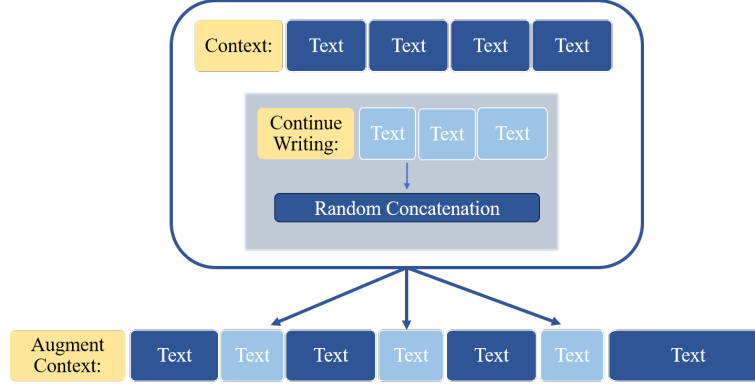 Context: Text Text Text Text
Continue
Writing:
Text Text Text
Random Concatenation
Augment
Context:
Text Text Text Text Text Text Text